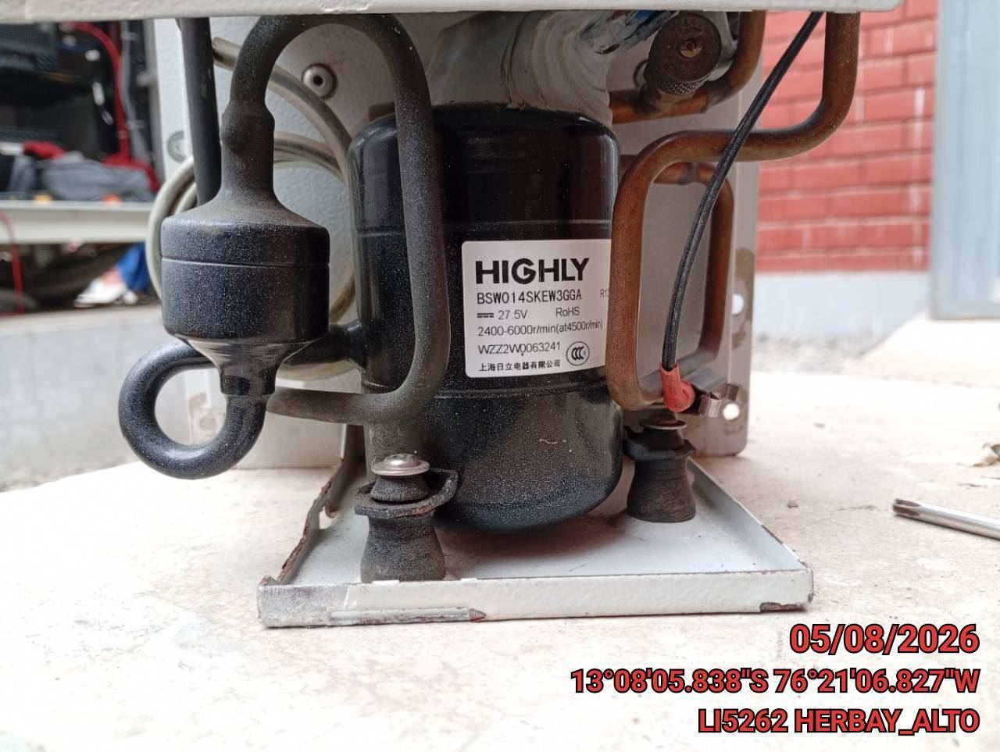 HIGHLY
BSW014SKEW3GGA
27.5V RoHS
2400-6000r/min(at4500r/min)
WZZ2W0063241
上海日立电器有限公司
05/08/2026
13°08'05.838"S 76°21'06.827"W
LI5262 HERBAY_ALTO